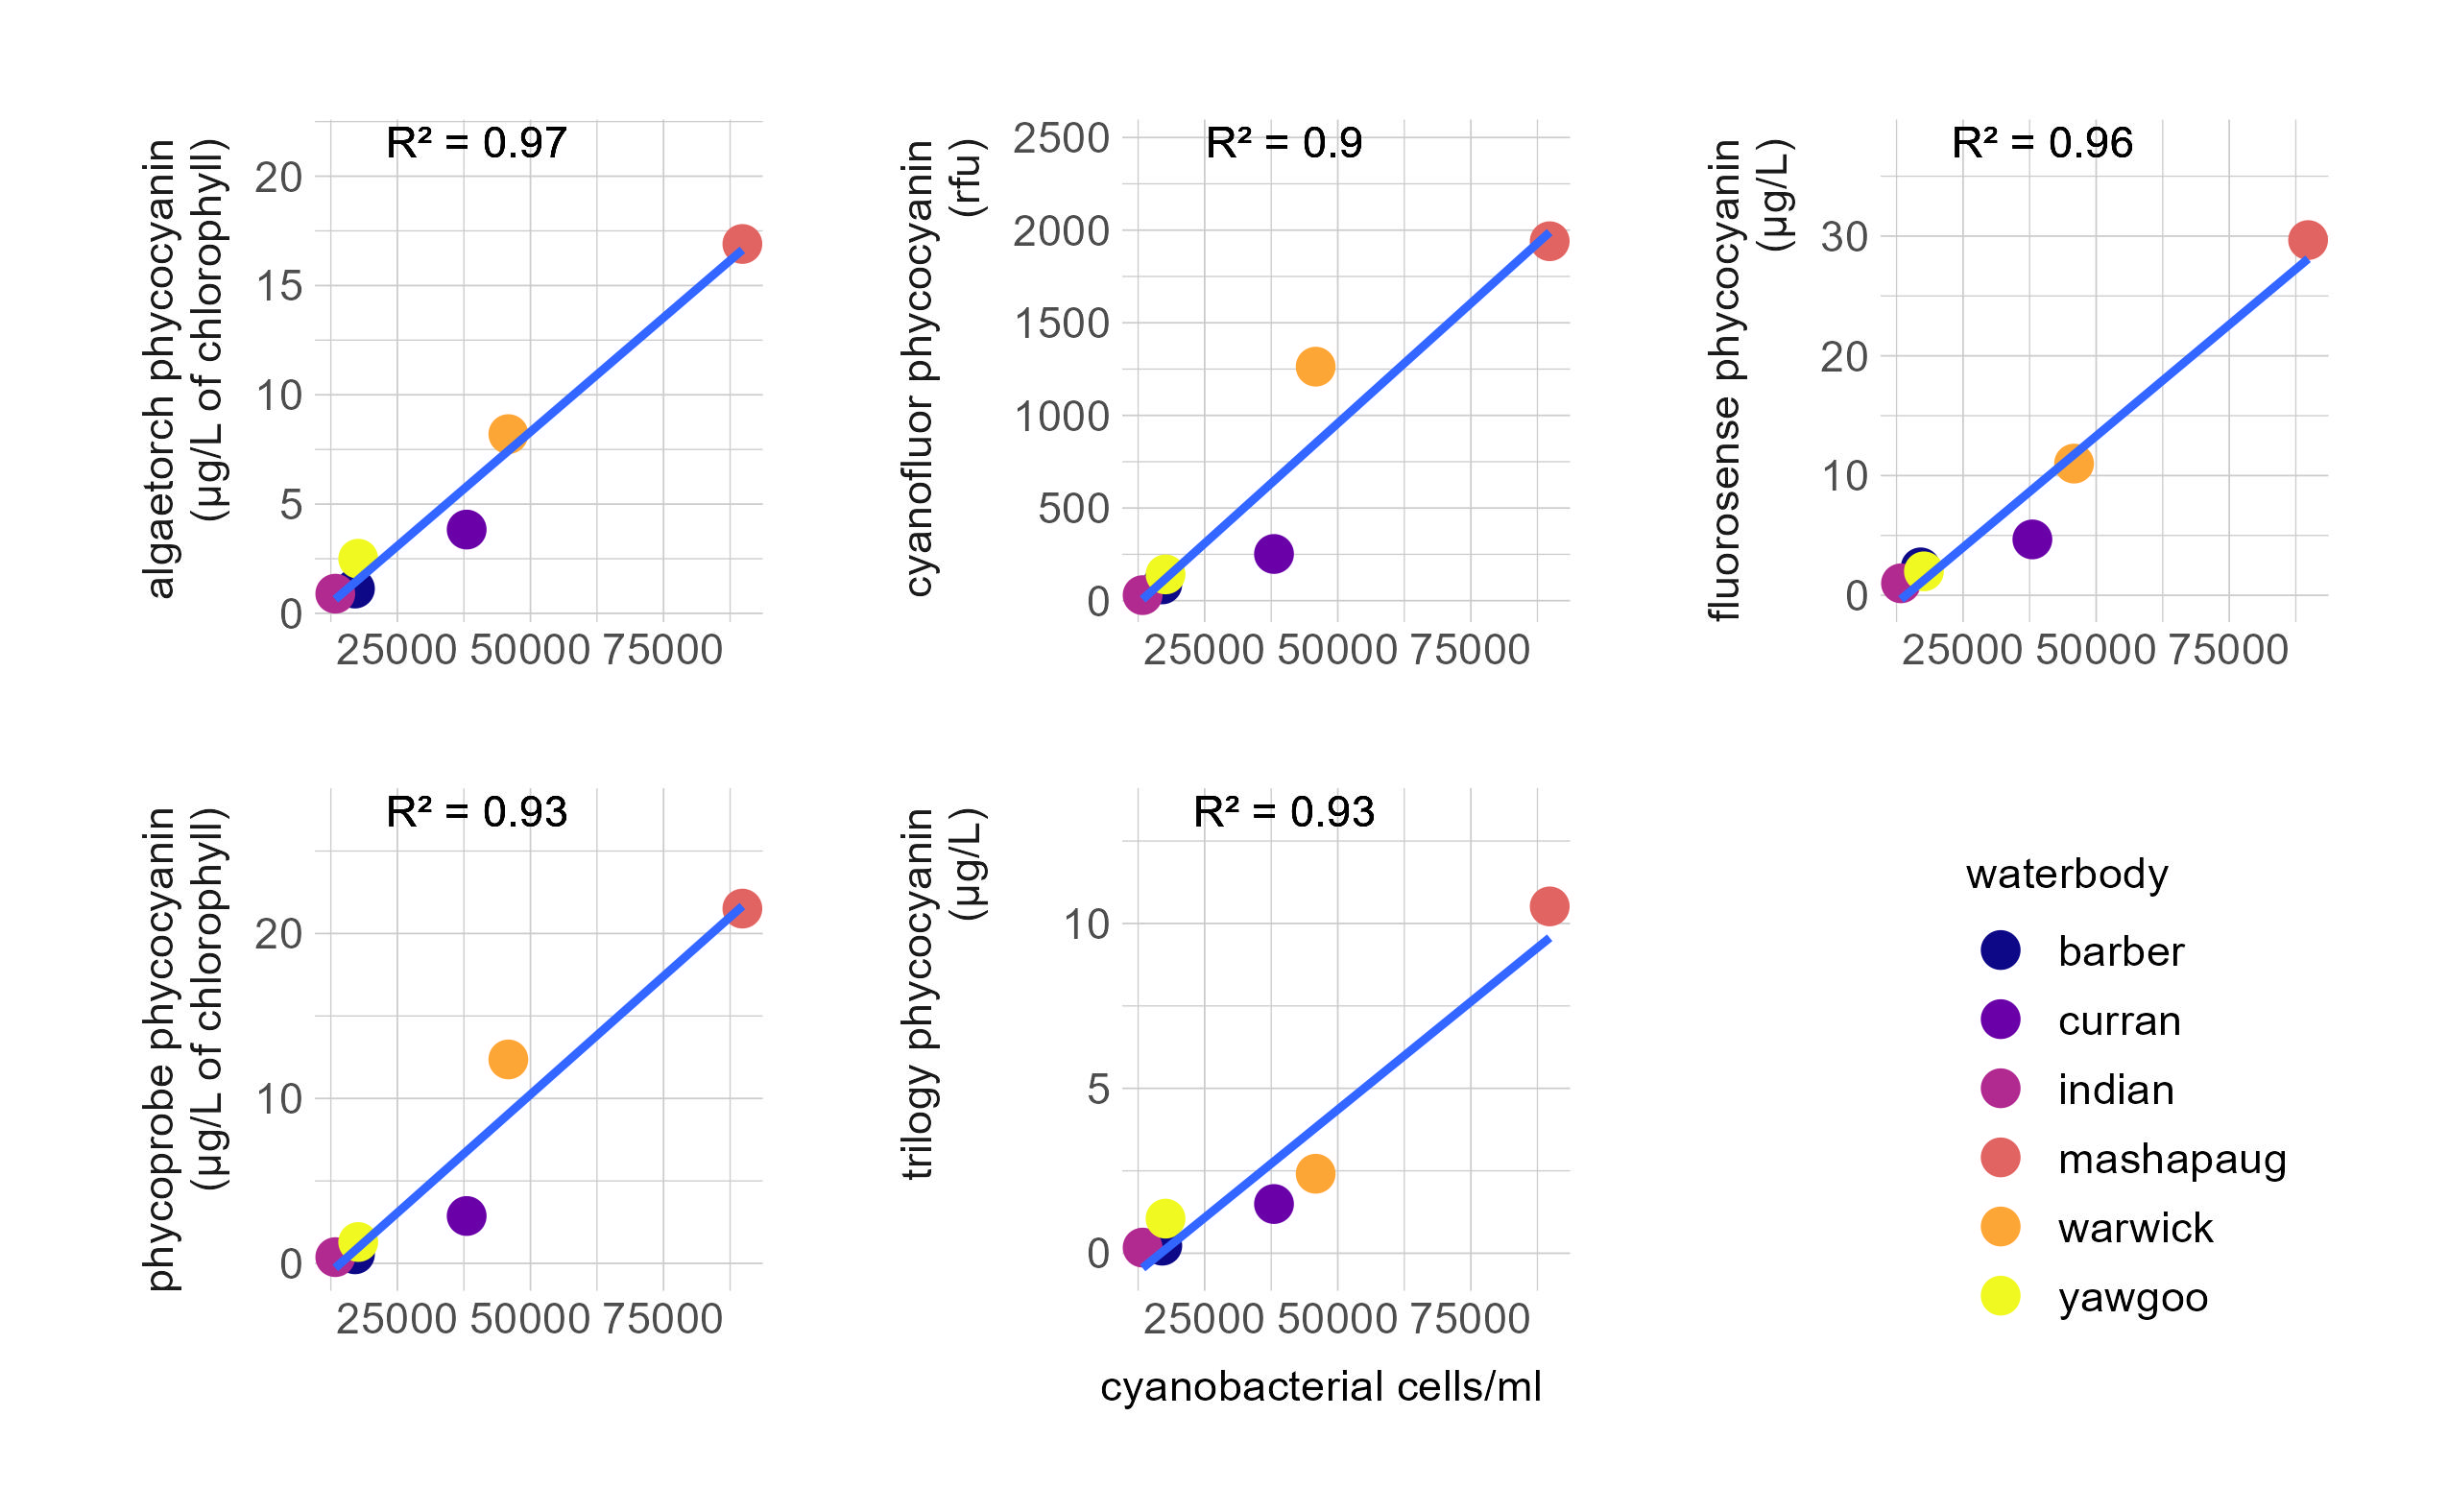 algaetorch phycocyanin
(µg/L of chlorophyll)
R² = 0.97
20
15
10
5
0
25000 50000 75000
cyanofluor phycocyanin
(rfu)
R² = 0.9
2500
2000
1500
1000
500
0
25000 50000 75000
fluorosense phycocyanin
(µg/L)
R² = 0.96
30
20
10
0
25000 50000 75000
phycoprobe phycocyanin
(µg/L of chlorophyll)
R² = 0.93
20
10
0
25000 50000 75000
trilogy phycocyanin
(µg/L)
R² = 0.93
10
5
0
25000 50000 75000
cyanobacterial cells/ml
waterbody
barber
curran
indian
mashapaug
warwick
yawgoo